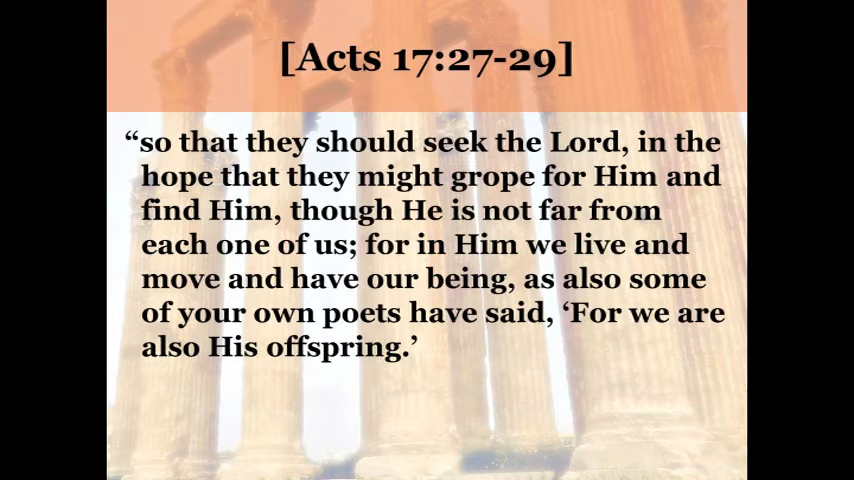 [Acts 17:27-29]
“so that they should seek the Lord, in the
hope that they might grope for Him and
find Him, though He is not far from
each one of us; for in Him we live and
move and have our being, as also some
of your own poets have said, ‘For we are
also His offspring.’